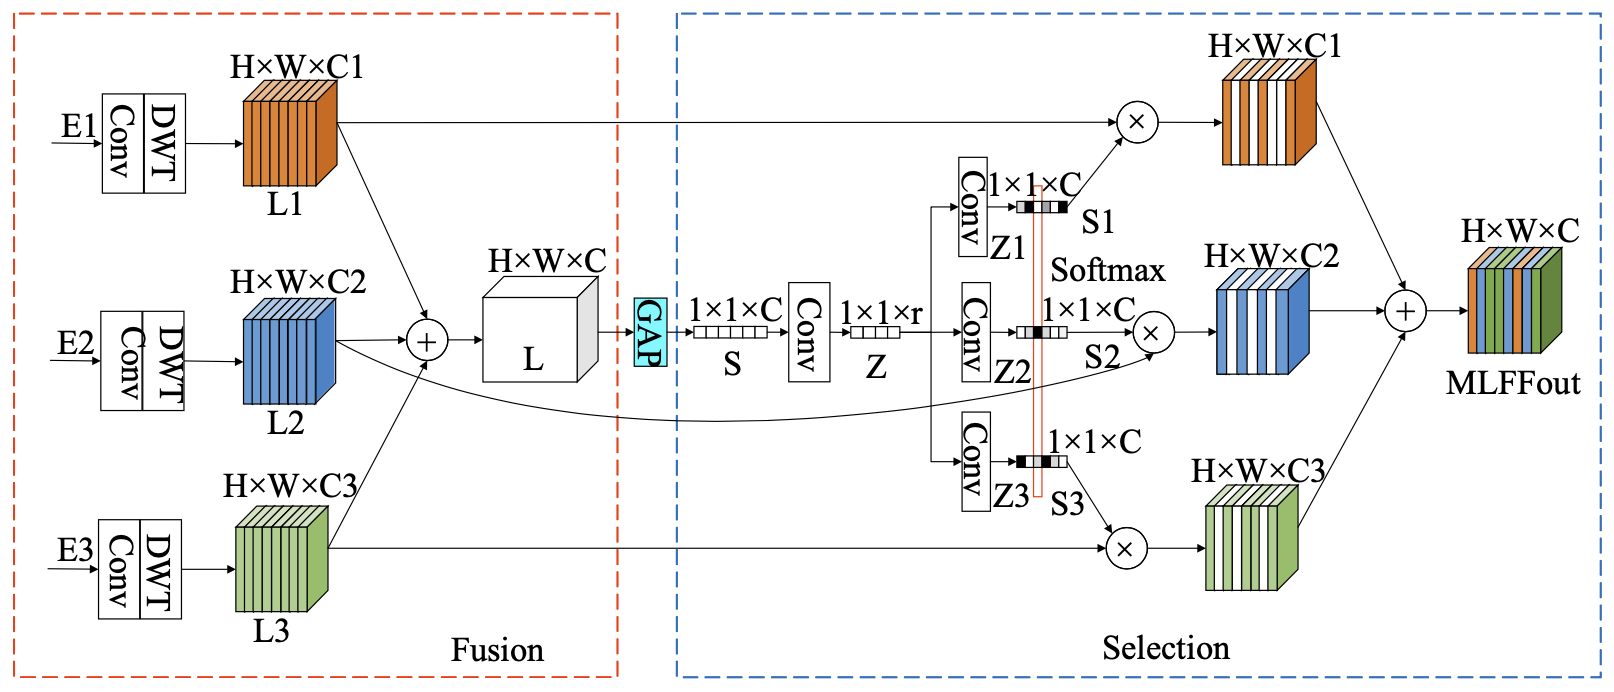 E1
Conv
DWT
H×W×C1
L1
E2
Conv
DWT
H×W×C2
L2
E3
Conv
DWT
H×W×C3
L3
+
H×W×C
L
Fusion
GAP
1×1×C
S
Conv
1×1×r
Z
Conv
Z1
1×1×C
S1
Softmax
Conv
Z2
1×1×C
S2
Conv
Z3
1×1×C
S3
×
×
×
H×W×C1
H×W×C2
H×W×C3
+
H×W×C
MLFFout
Selection